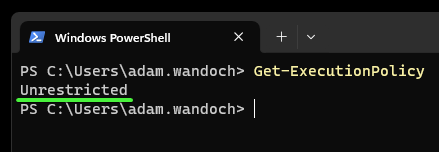 Windows PowerShell
PS C:\Users\adam.wandoch> Get-ExecutionPolicy
Unrestricted
PS C:\Users\adam.wandoch>